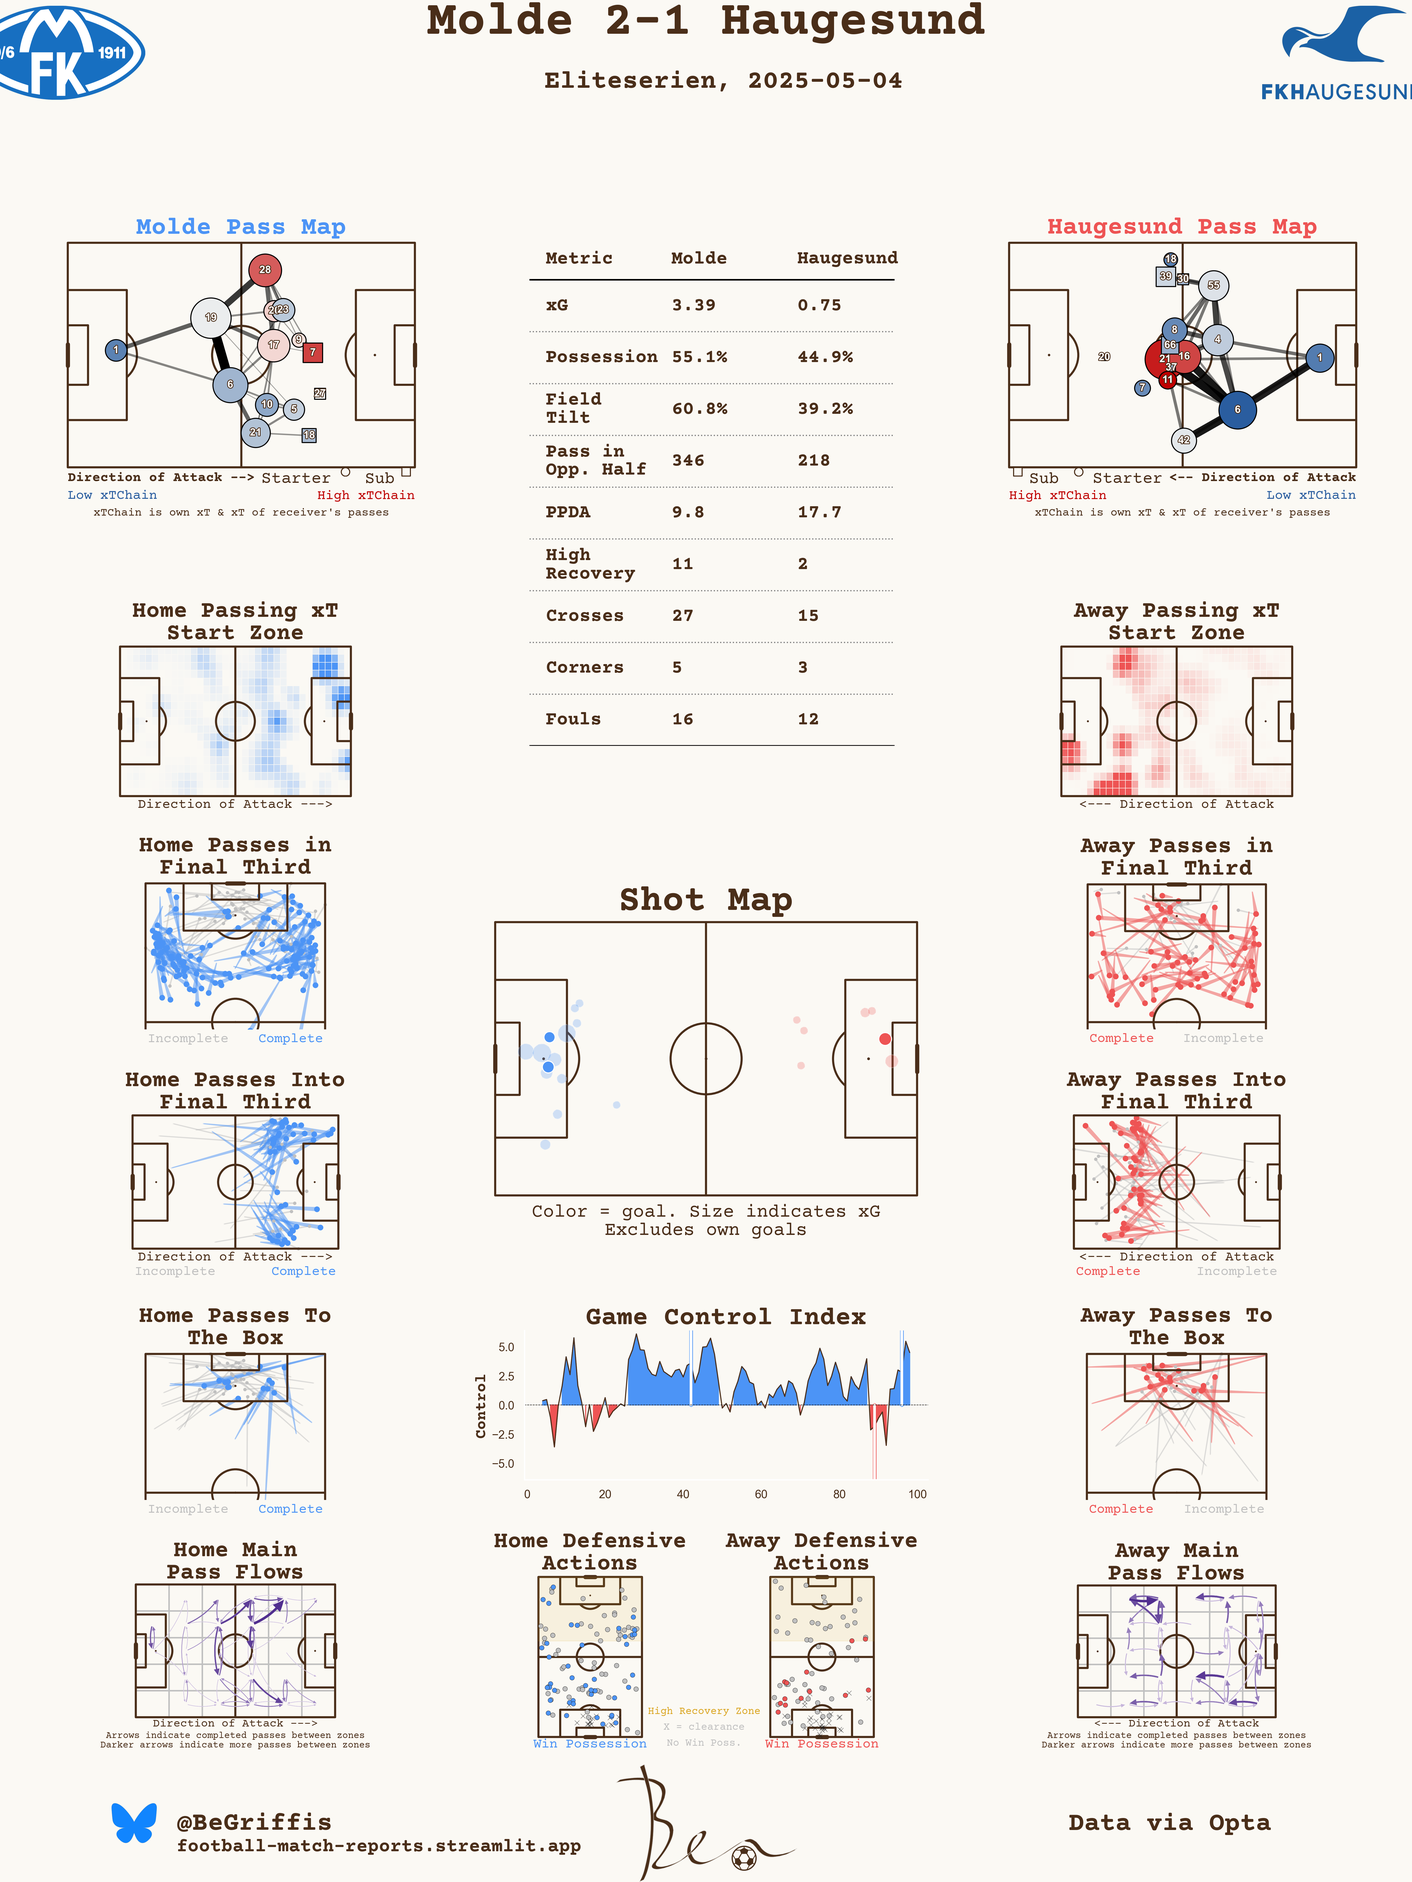 Molde 2-1 Haugesund
Eliteserien, 2025-05-04
1911
FK
FKHAUGESUN
Molde Pass Map
28
20 23
19
9
17
7
1
6
27
10
5
21
18
Direction of Attack --> Starter Sub
Low xTChain High xTChain
xTChain is own xT & xT of receiver's passes
Metric Molde Haugesund
xG 3.39 0.75
Possession 55.1% 44.9%
Field
Tilt 60.8% 39.2%
Pass in
Opp. Half 346 218
PPDA 9.8 17.7
High
Recovery 11 2
Crosses 27 15
Corners 5 3
Fouls 16 12
Haugesund Pass Map
18
39 30
55
8
4
66
20
21 16
1
37
11
7
6
42
Sub Starter <-- Direction of Attack
High xTChain Low xTChain
xTChain is own xT & xT of receiver's passes
Home Passing xT
Start Zone
Direction of Attack --->
Away Passing xT
Start Zone
<--- Direction of Attack
Home Passes in
Final Third
Incomplete Complete
Shot Map
Color = goal. Size indicates xG
Excludes own goals
Away Passes in
Final Third
Complete Incomplete
Home Passes Into
Final Third
Direction of Attack --->
Incomplete Complete
Away Passes Into
Final Third
<--- Direction of Attack
Complete Incomplete
Home Passes To
The Box
Incomplete Complete
Game Control Index
Control
5.0
2.5
0.0
−2.5
−5.0
0 20 40 60 80 100
Away Passes To
The Box
Complete Incomplete
Home Main
Pass Flows
Direction of Attack --->
Arrows indicate completed passes between zones
Darker arrows indicate more passes between zones
Home Defensive
Actions
Win Possession
Away Defensive
Actions
Win Possession
High Recovery Zone
X = clearance
No Win Poss.
Away Main
Pass Flows
<--- Direction of Attack
Arrows indicate completed passes between zones
Darker arrows indicate more passes between zones
@BeGriffis
football-match-reports.streamlit.app
Ben
Data via Opta